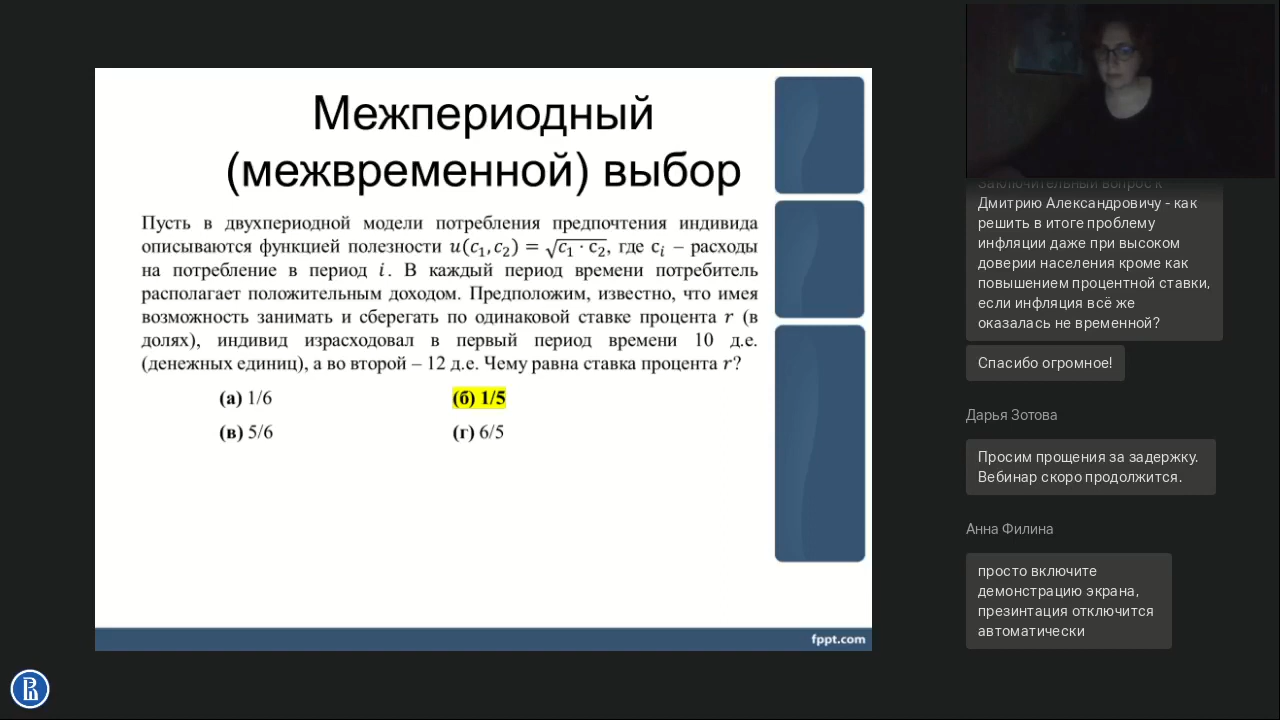 Межпериодный
(межвременной) выбор
Пусть в двухпериодной модели потребления предпочтения индивида
описываются функцией полезности u(c₁, c₂) = √(c₁ · c₂), где cᵢ – расходы
на потребление в период i. В каждый период времени потребитель
располагает положительным доходом. Предположим, известно, что имея
возможность занимать и сберегать по одинаковой ставке процента r (в
долях), индивид израсходовал в первый период времени 10 д.е.
(денежных единиц), а во второй – 12 д.е. Чему равна ставка процента r?
(а) 1/6 (б) 1/5
(в) 5/6 (г) 6/5
fppt.com
Заключительный вопрос к
Дмитрию Александровичу - как
решить в итоге проблему
инфляции даже при высоком
доверии населения кроме как
повышением процентной ставки,
если инфляция всё же
оказалась не временной?
Спасибо огромное!
Дарья Зотова
Просим прощения за задержку.
Вебинар скоро продолжится.
Анна Филина
просто включите
демонстрацию экрана,
презинтация отключится
автоматически